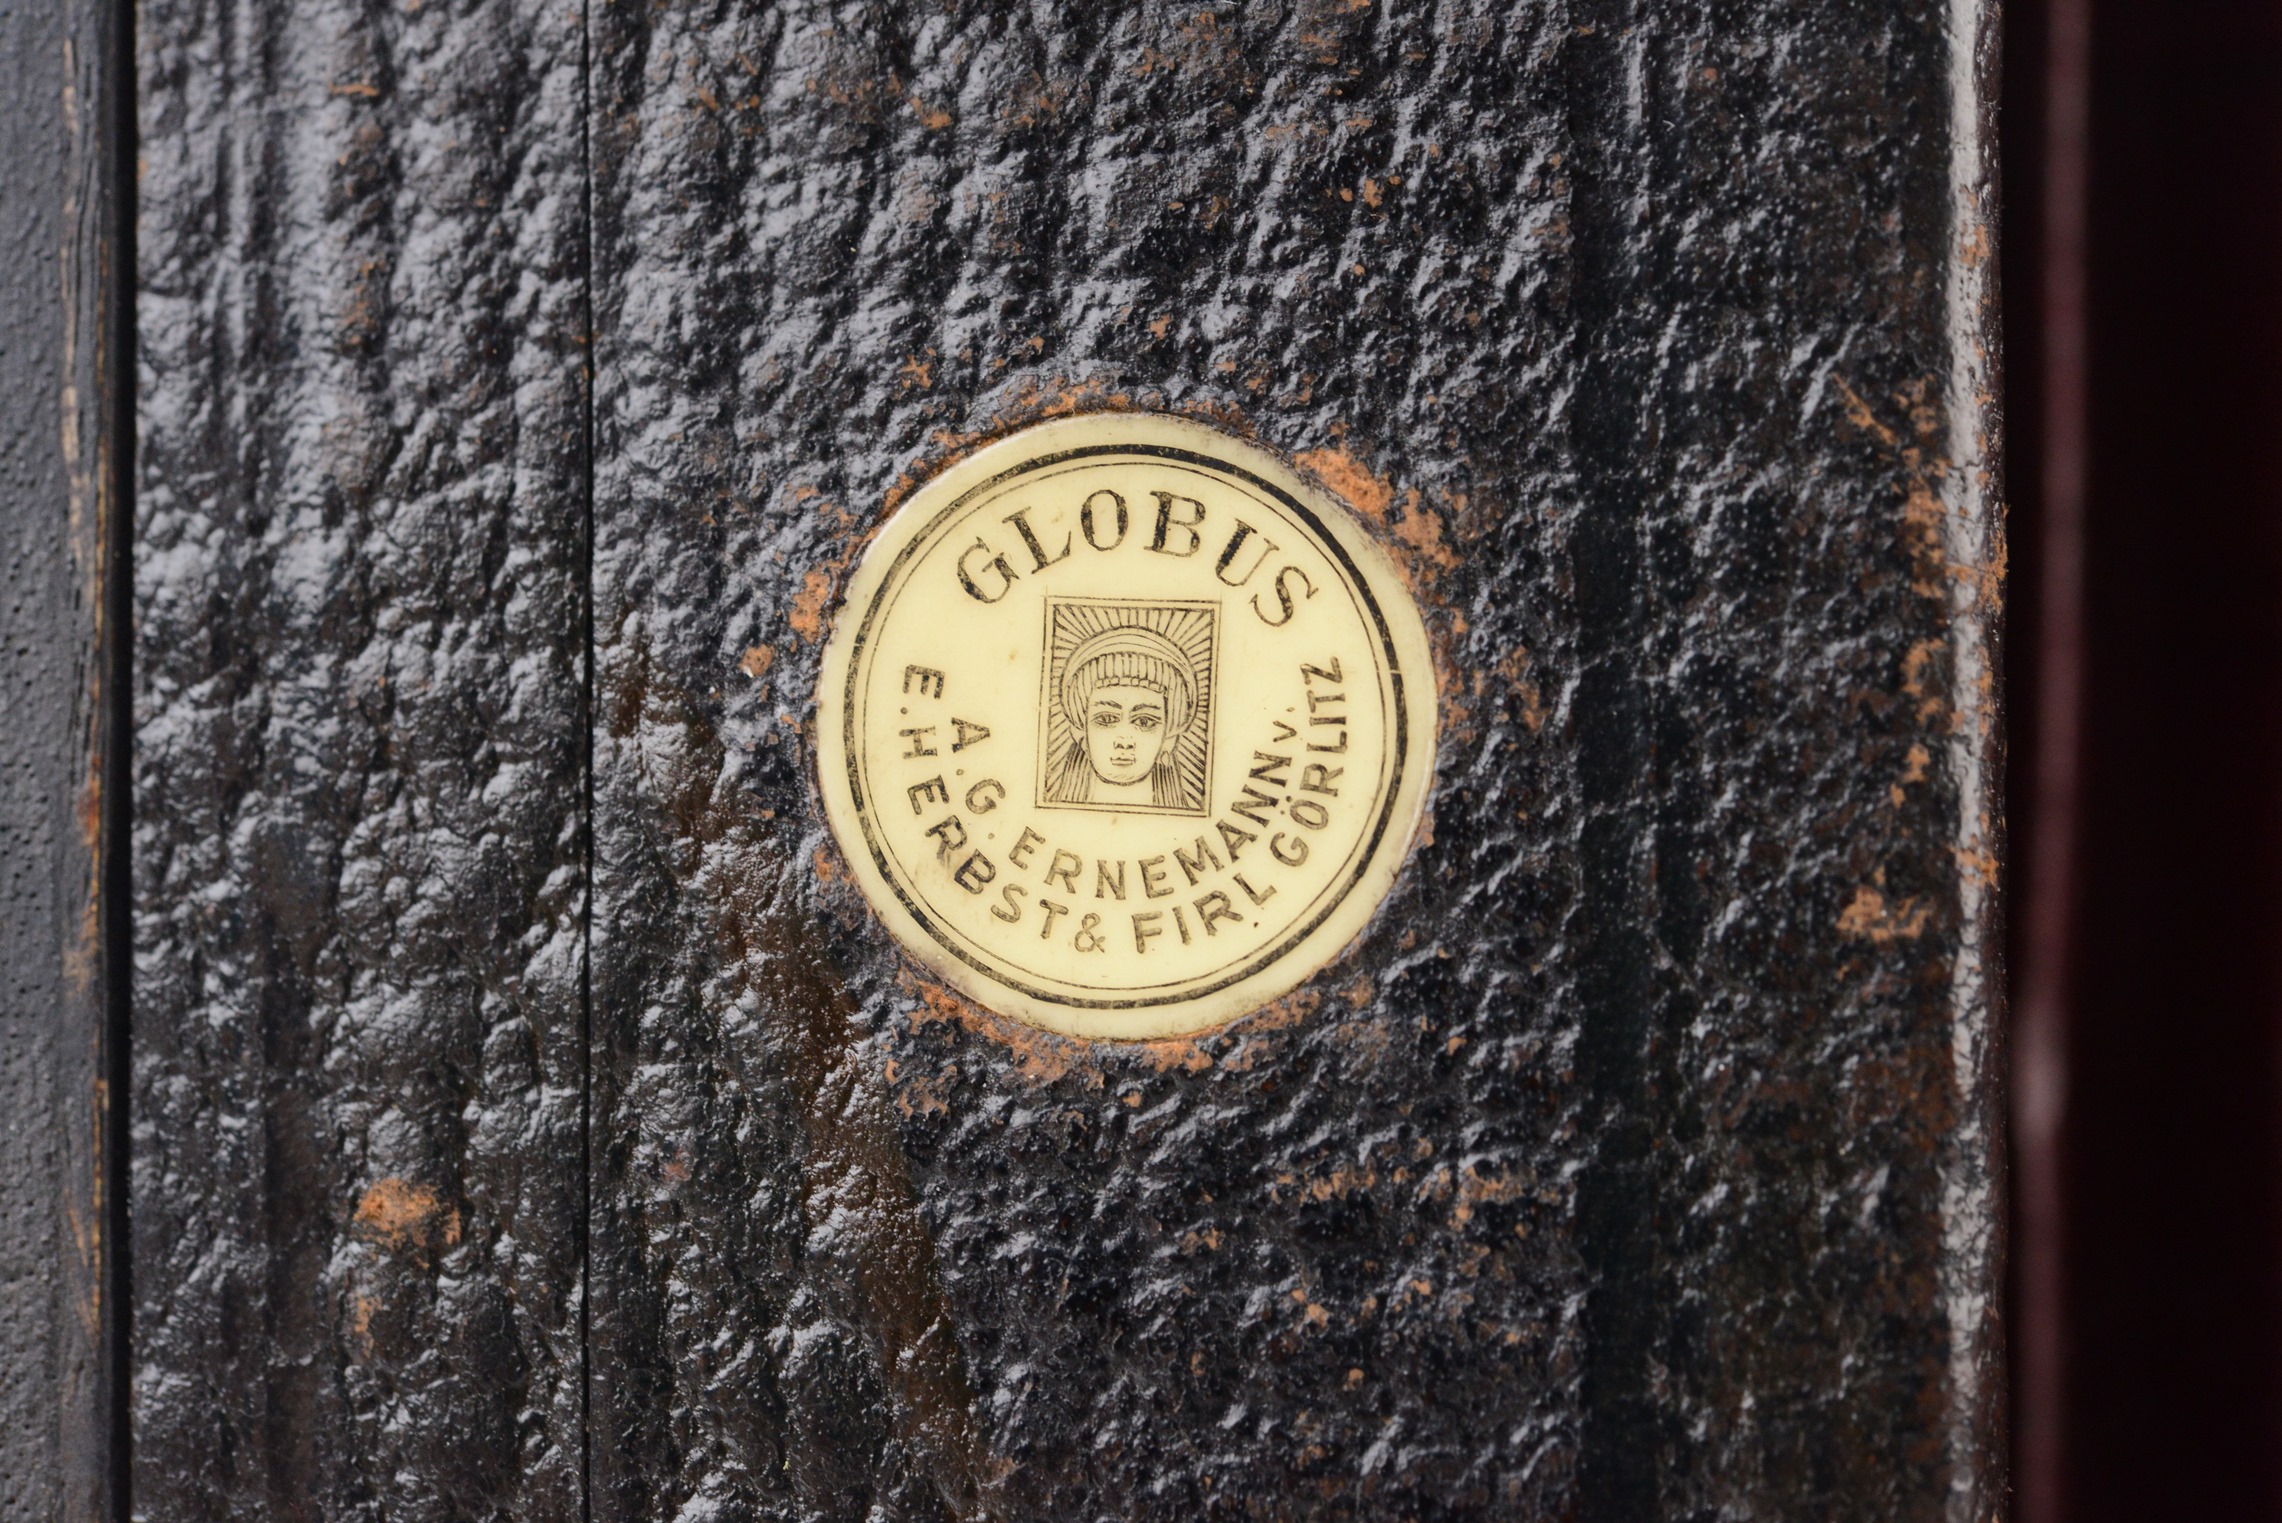 GLOBUS
A.G. ERNEMANN v.
E.HERBST & FIRL GÖRLITZ